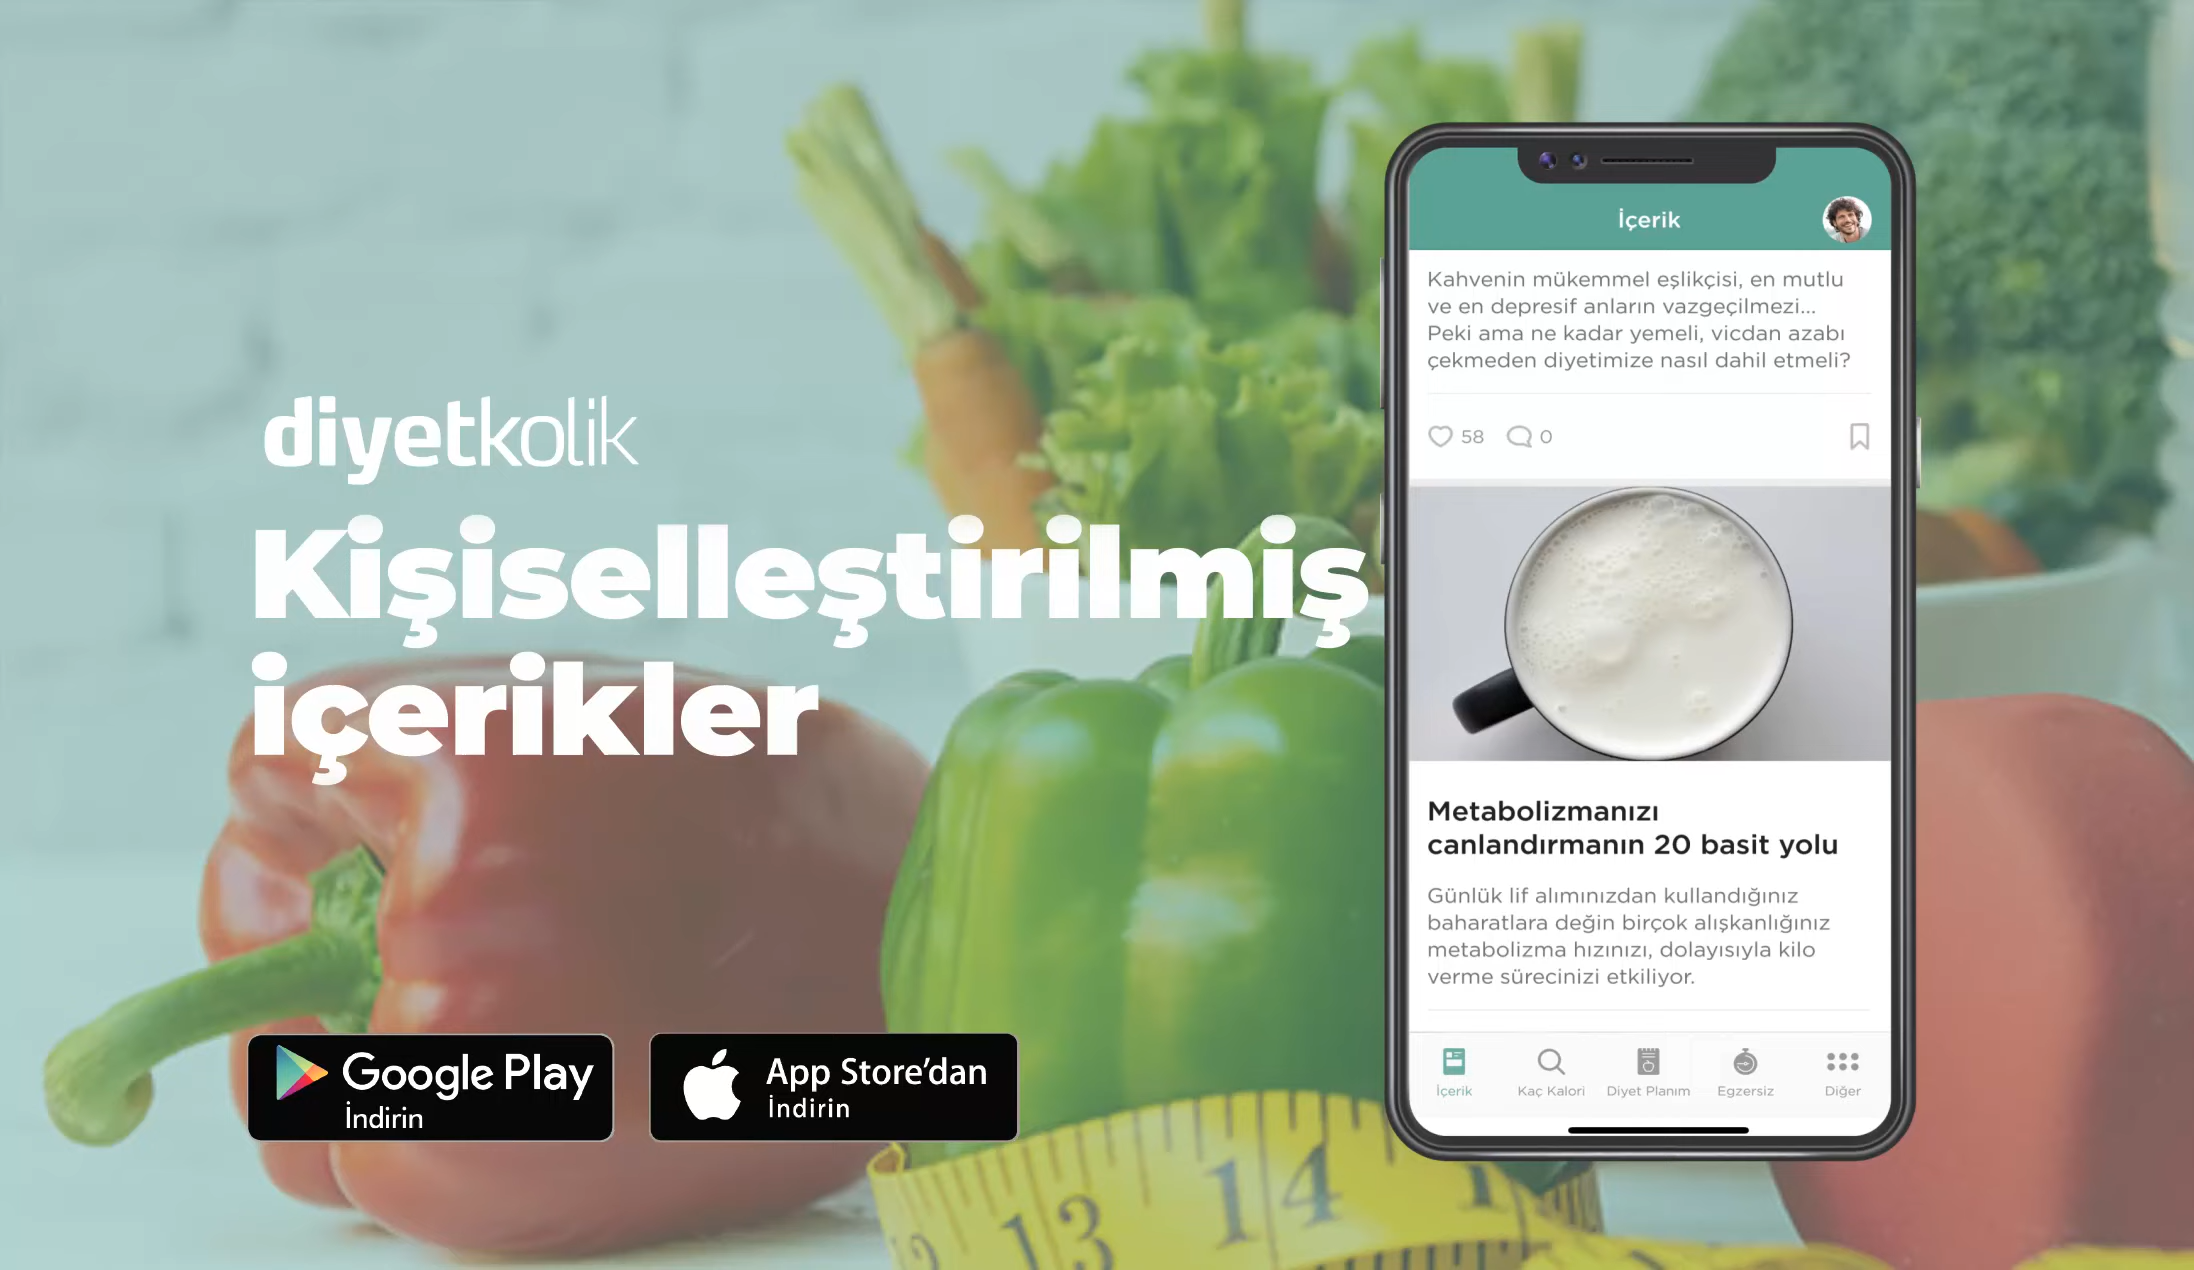 diyetkolik
Kişiselleştirilmiş
içerikler
Google Play
İndirin
App Store’dan
İndirin
İçerik
Kahvenin mükemmel eşlikçisi, en mutlu
ve en depresif anların vazgeçilmezi...
Peki ama ne kadar yemeli, vicdan azabı
çekmeden diyetimize nasıl dahil etmeli?
58 0
Metabolizmanızı
canlandırmanın 20 basit yolu
Günlük lif alımınızdan kullandığınız
baharatlara değin birçok alışkanlığınız
metabolizma hızınızı, dolayısıyla kilo
verme sürecinizi etkiliyor.
İçerik Kaç Kalori Diyet Planım Egzersiz Diğer
13 14